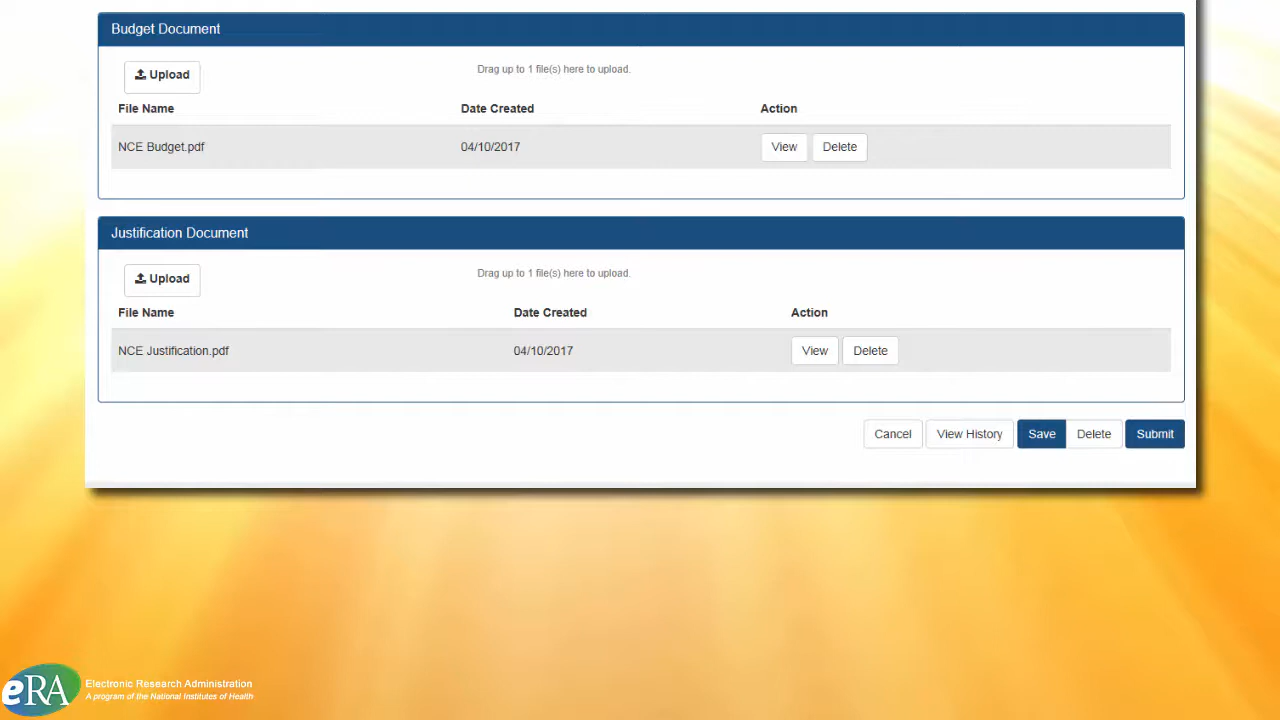 Budget Document
Upload
Drag up to 1 file(s) here to upload.
File Name Date Created Action
NCE Budget.pdf 04/10/2017 View Delete
Justification Document
Upload
Drag up to 1 file(s) here to upload.
File Name Date Created Action
NCE Justification.pdf 04/10/2017 View Delete
Cancel View History Save Delete Submit
eRA
Electronic Research Administration
A program of the National Institutes of Health